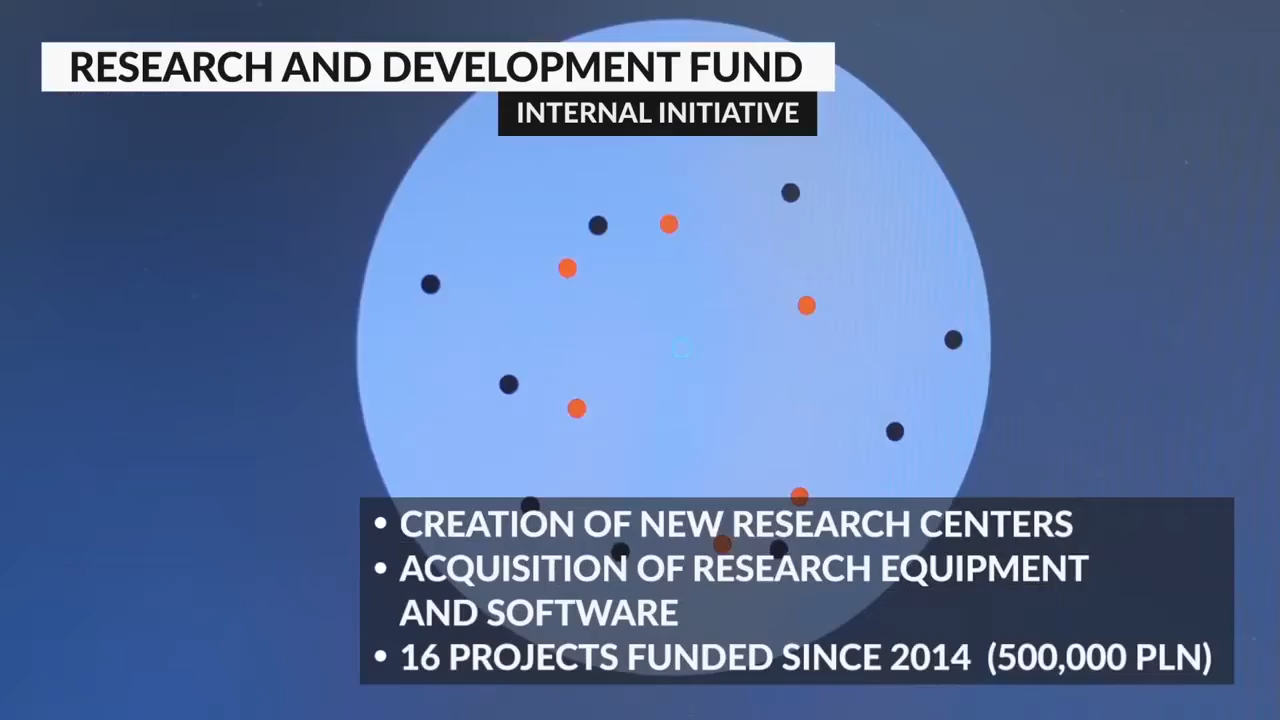 RESEARCH AND DEVELOPMENT FUND
INTERNAL INITIATIVE
• CREATION OF NEW RESEARCH CENTERS
• ACQUISITION OF RESEARCH EQUIPMENT
AND SOFTWARE
• 16 PROJECTS FUNDED SINCE 2014 (500,000 PLN)